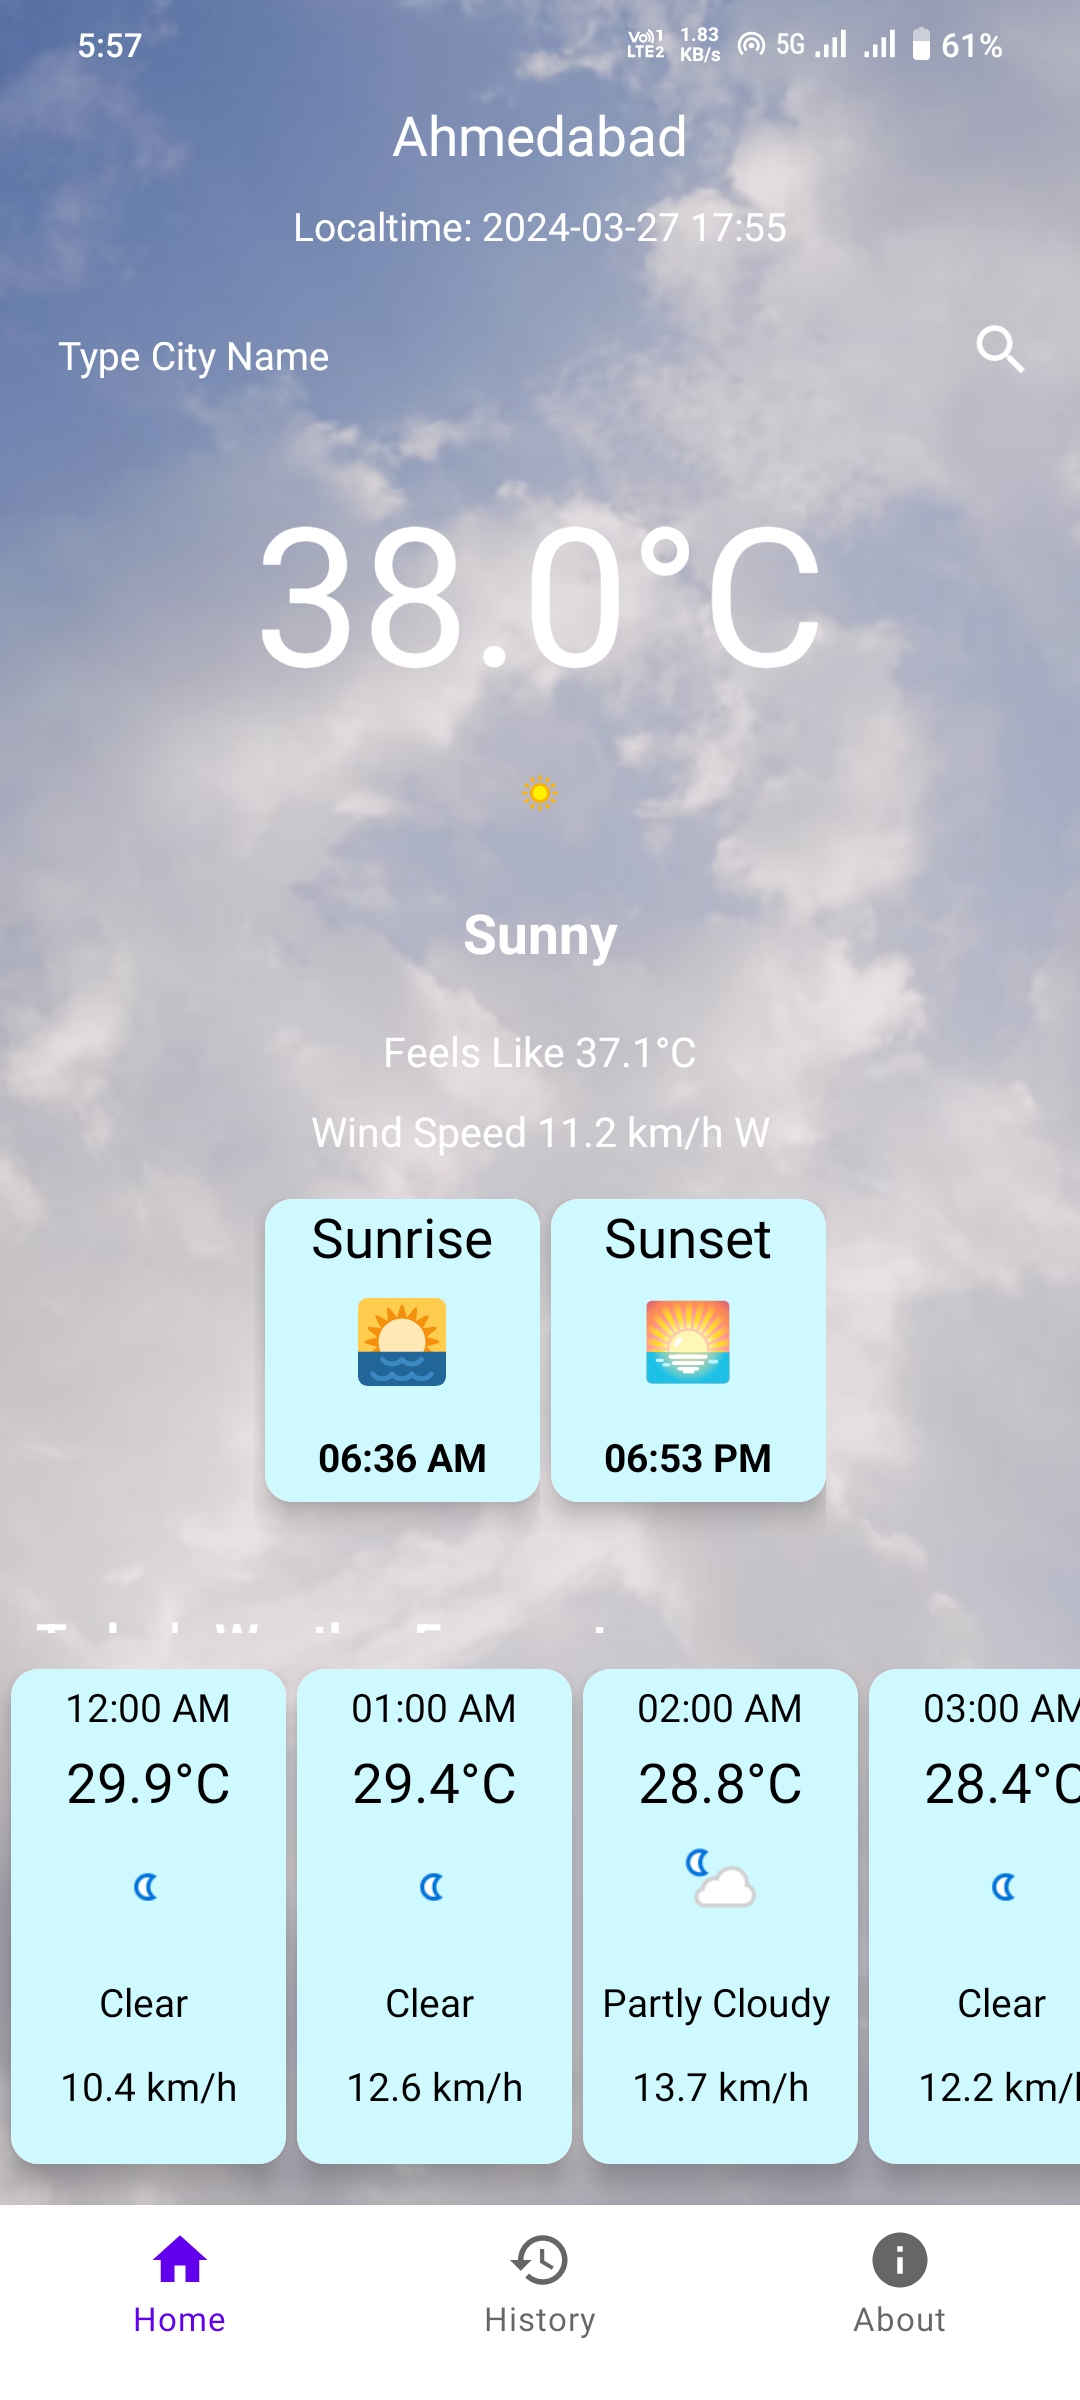 5:57 Vo)) 1 LTE2 1.83 KB/s 5G 61%
Ahmedabad
Localtime: 2024-03-27 17:55
Type City Name
38.0°C
Sunny
Feels Like 37.1°C
Wind Speed 11.2 km/h W
Sunrise Sunset
06:36 AM 06:53 PM
12:00 AM 01:00 AM 02:00 AM 03:00 AM
29.9°C 29.4°C 28.8°C 28.4°C
Clear Clear Partly Cloudy Clear
10.4 km/h 12.6 km/h 13.7 km/h 12.2 km/h
Home History About